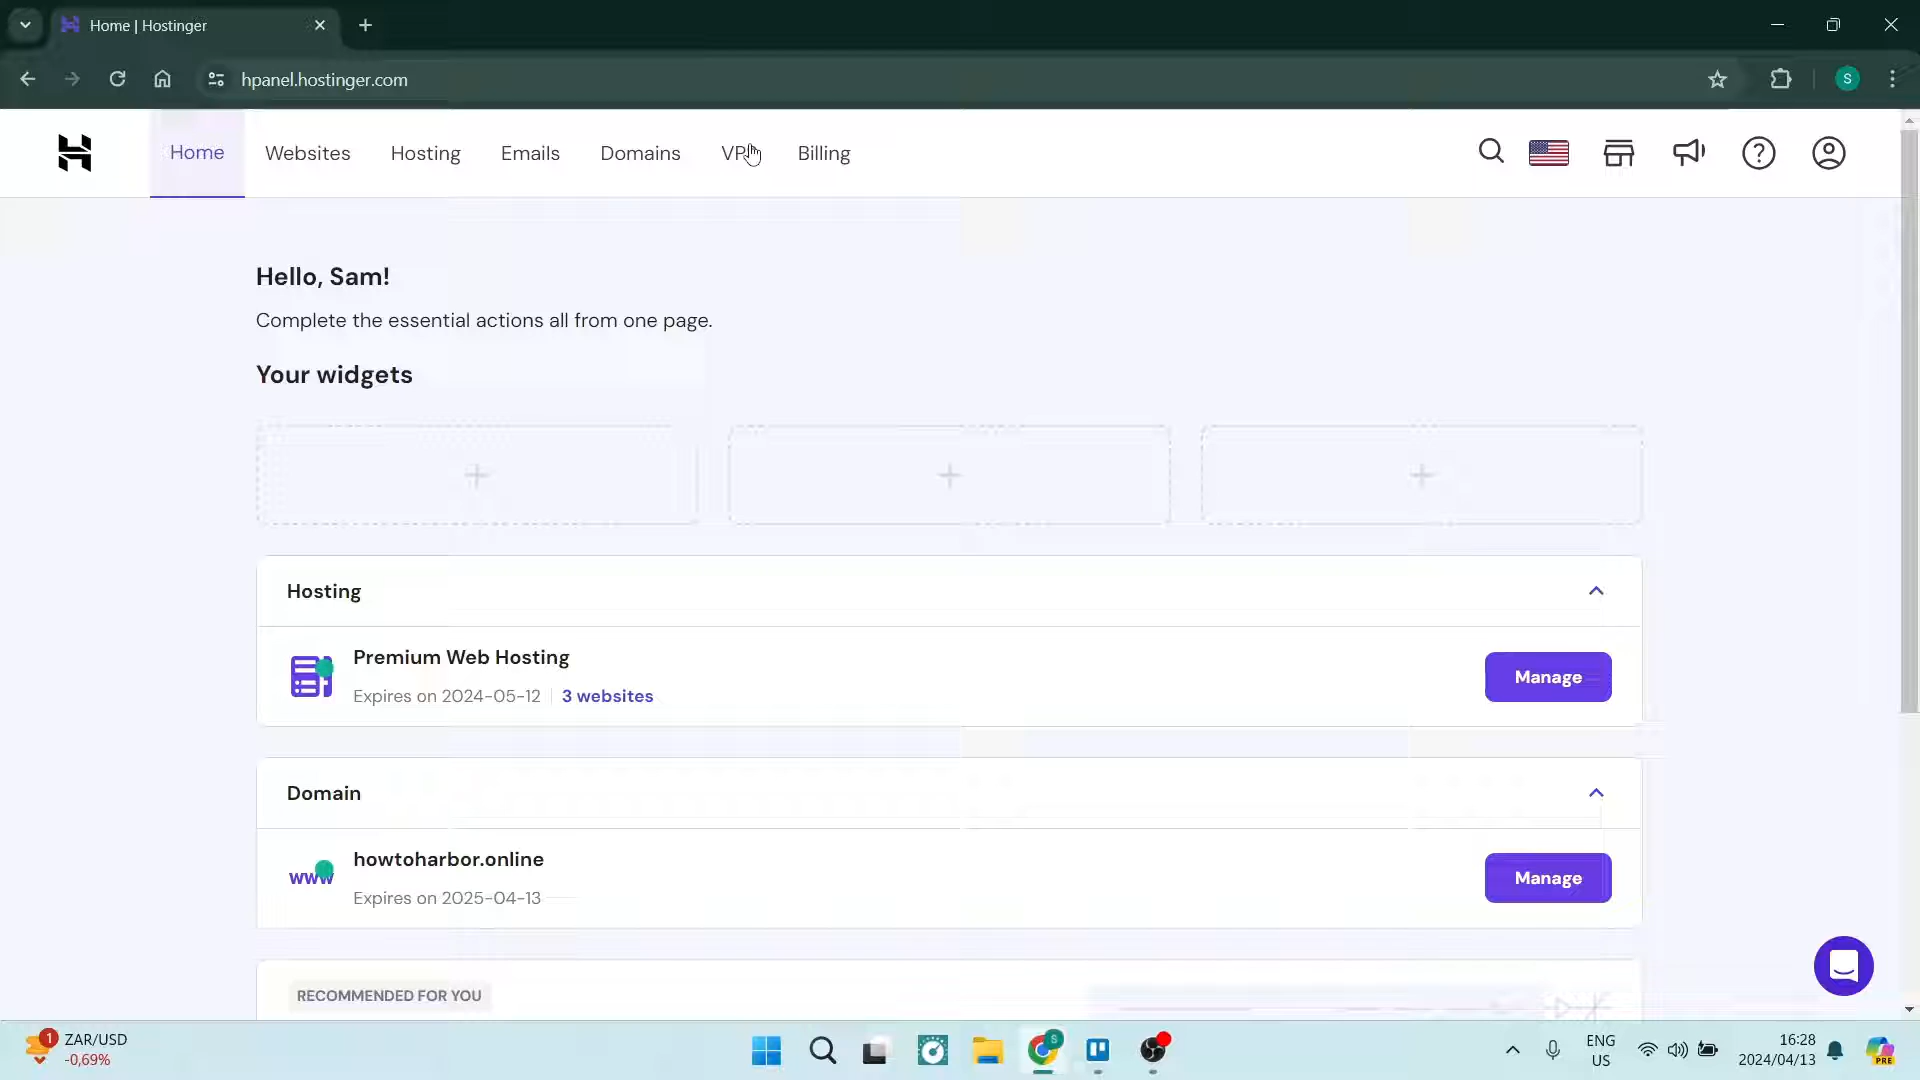 Home | Hostinger
hpanel.hostinger.com
Home
Websites
Hosting
Emails
Domains
Billing
S
Hello, Sam!
Complete the essential actions all from one page.
Your widgets
Hosting
Premium Web Hosting
Expires on 2024-05-12
3 websites
Manage
Domain
www
howtoharbor.online
Expires on 2025-04-13
Manage
RECOMMENDED FOR YOU
1
ZAR/USD
-0,69%
S
ENG
US
16:28
2024/04/13
PRE